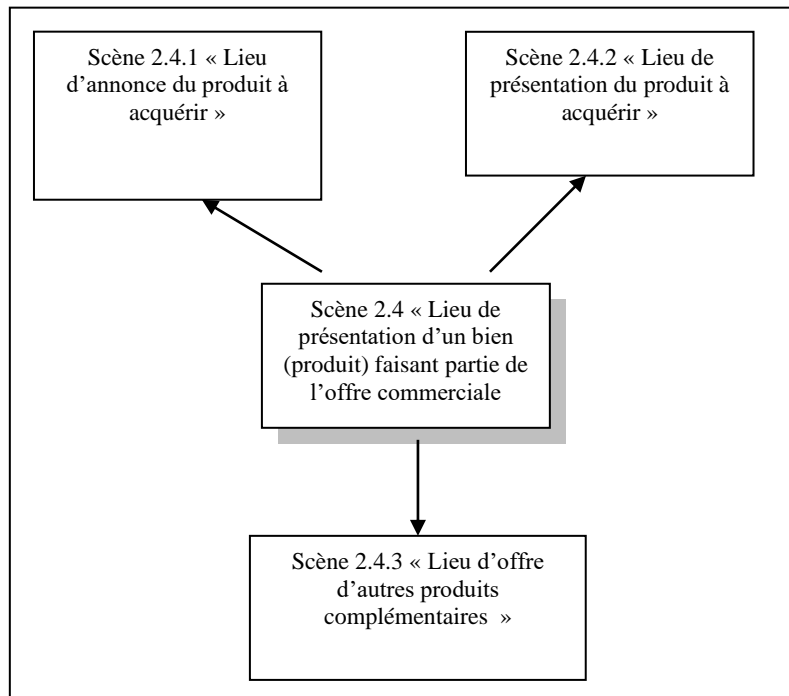 Scène 2.4.1 « Lieu
d’annonce du produit à
acquérir »
Scène 2.4.2 « Lieu de
présentation du produit à
acquérir »
Scène 2.4 « Lieu de
présentation d’un bien
(produit) faisant partie de
l’offre commerciale
Scène 2.4.3 « Lieu d’offre
d’autres produits
complémentaires  »